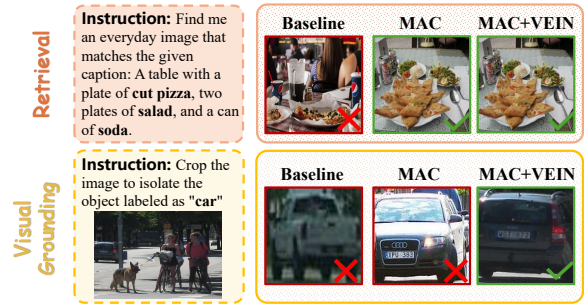 Retrieval
Instruction: Find me
an everyday image that
matches the given
caption: A table with a
plate of cut pizza, two
plates of salad, and a can
of soda.
Baseline
MAC
MAC+VEIN
Visual
Grounding
Instruction: Crop the
image to isolate the
object labeled as "car"
Baseline
MAC
MAC+VEIN